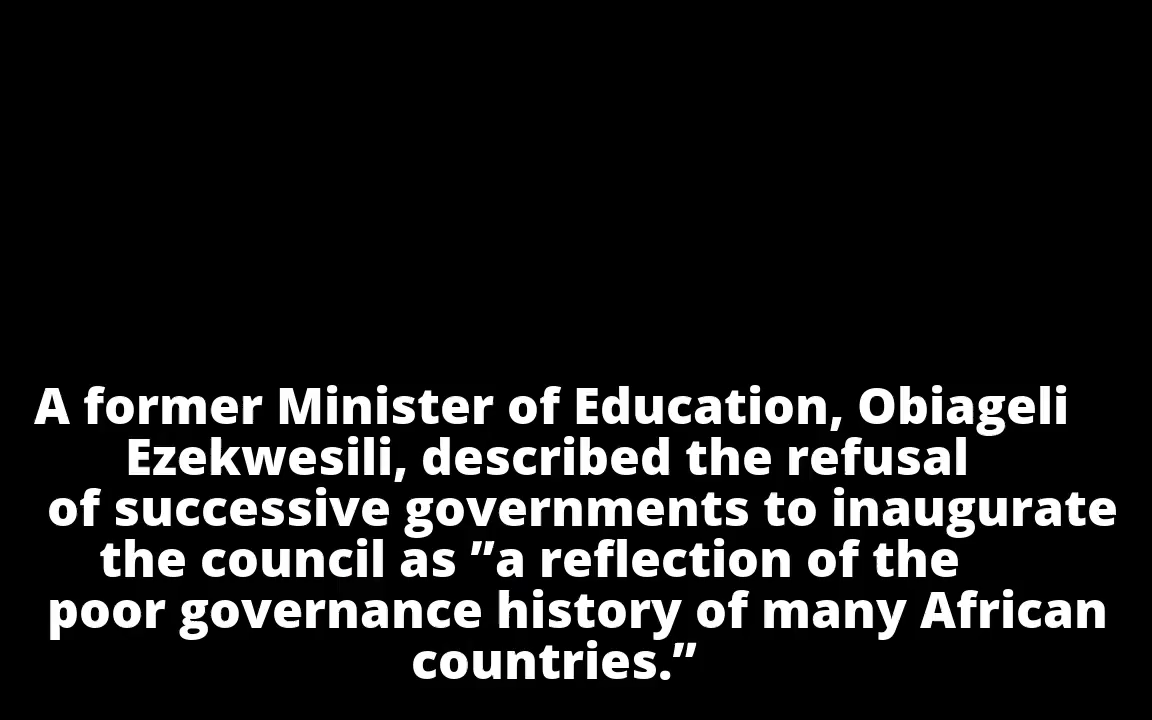 A former Minister of Education, Obiageli
Ezekwesili, described the refusal
of successive governments to inaugurate
the council as ”a reflection of the
poor governance history of many African
countries.”